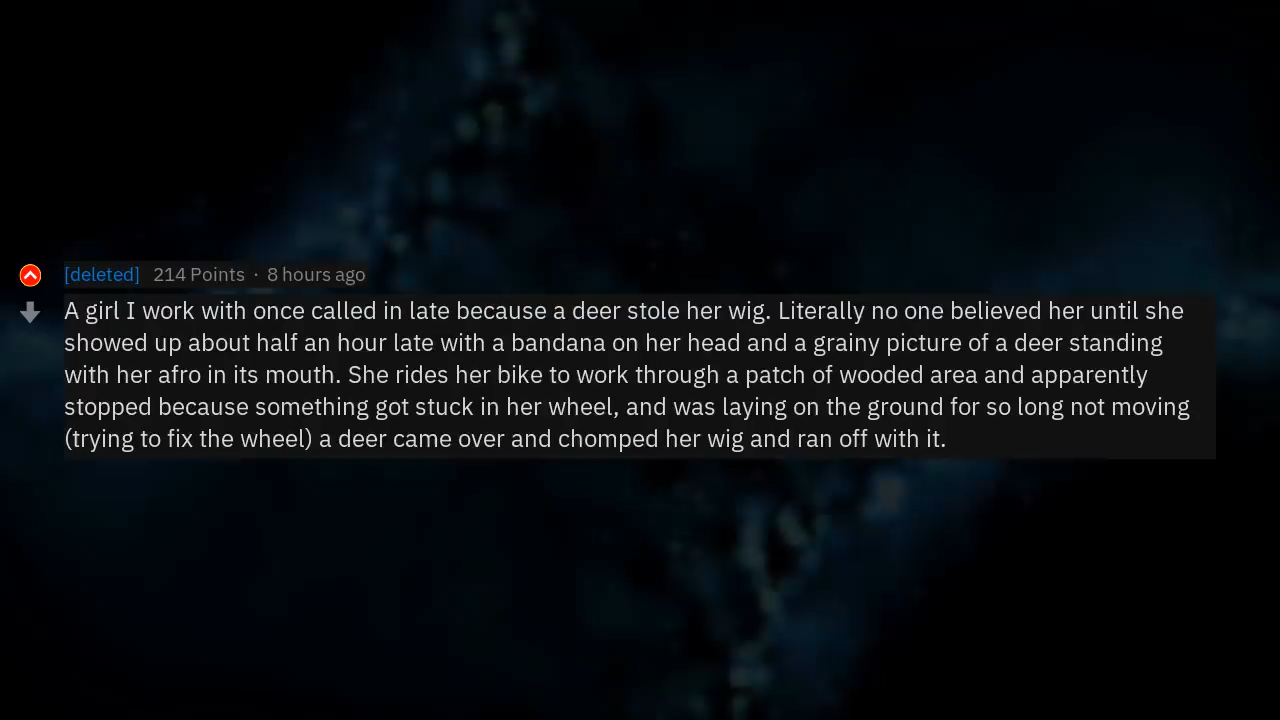 [deleted] 214 Points · 8 hours ago
A girl I work with once called in late because a deer stole her wig. Literally no one believed her until she
showed up about half an hour late with a bandana on her head and a grainy picture of a deer standing
with her afro in its mouth. She rides her bike to work through a patch of wooded area and apparently
stopped because something got stuck in her wheel, and was laying on the ground for so long not moving
(trying to fix the wheel) a deer came over and chomped her wig and ran off with it.